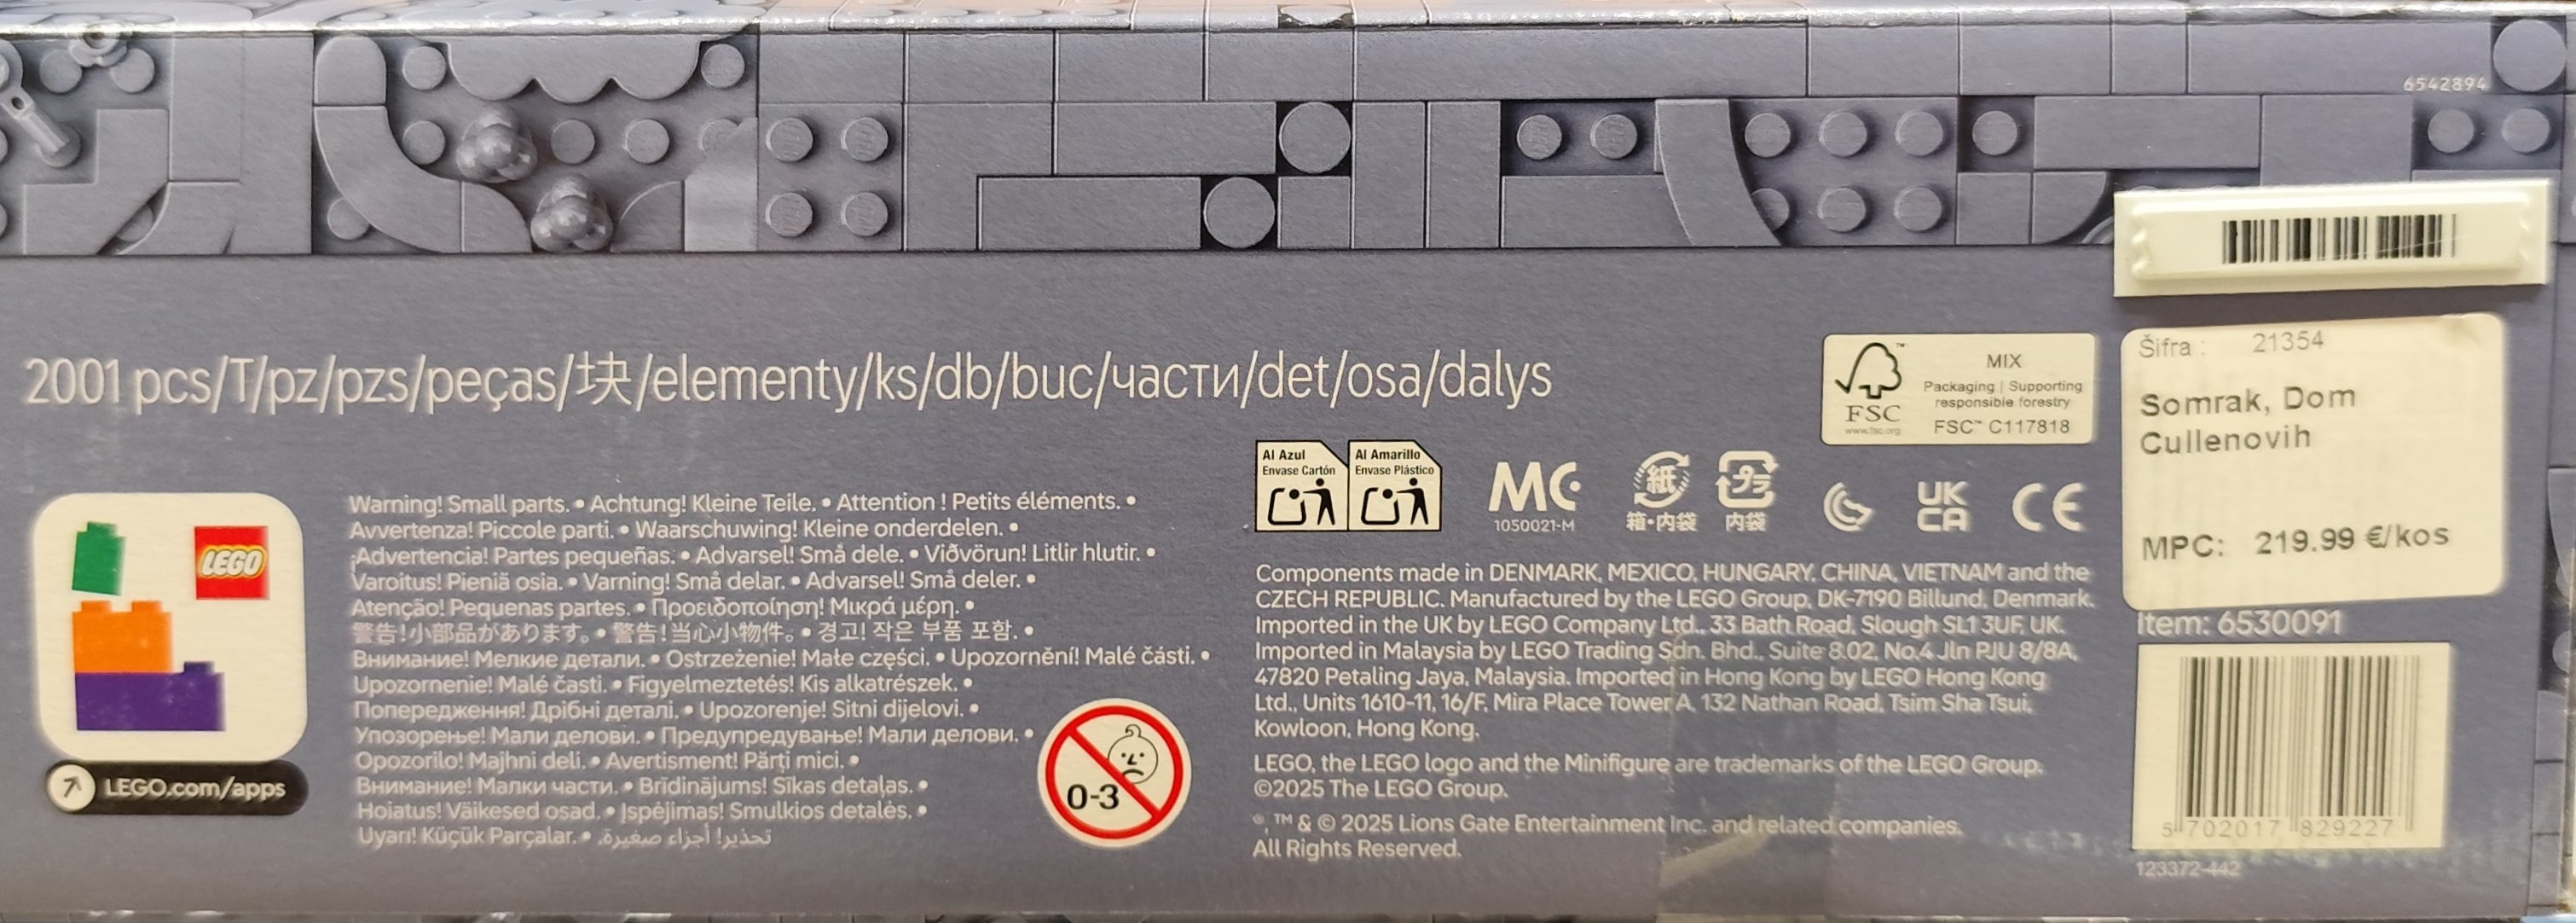 6542894
2001 pcs/T/pz/pzs/peças/块/elementy/ks/db/buc/части/det/osa/dalys
LEGO
LEGO.com/apps
Warning! Small parts. • Achtung! Kleine Teile. • Attention ! Petits éléments. •
Avvertenza! Piccole parti. • Waarschuwing! Kleine onderdelen. •
¡Advertencia! Partes pequeñas. • Advarsel! Små dele. • Viðvörun! Litlir hlutir. •
Varoitus! Pieniä osia. • Varning! Små delar. • Advarsel! Små deler. •
Atenção! Pequenas partes. • Προειδοποίηση! Μικρά μέρη. •
警告!小部品があります。• 警告!当心小物件。• 경고! 작은 부품 포함. •
Внимание! Мелкие детали. • Ostrzeżenie! Małe części. • Upozornění! Malé části. •
Upozornenie! Malé časti. • Figyelmeztetés! Kis alkatrészek. •
Попередження! Дрібні деталі. • Upozorenje! Sitni dijelovi. •
Упозорење! Мали делови. • Предупредување! Мали делови. •
Opozorilo! Majhni deli. • Avertisment! Părți mici. •
Внимание! Малки части. • Brīdinājums! Sīkas detaļas. •
Hoiatus! Väikesed osad. • Įspėjimas! Smulkios detalės. •
Uyarı! Küçük Parçalar. • تحذير! أجزاء صغيرة.
0-3
Al Azul
Envase Cartón
Al Amarillo
Envase Plástico
MC
1050021-M
紙
箱・内袋
プラ
内袋
UK
CA
CE
FSC
www.fsc.org
MIX
Packaging | Supporting
responsible forestry
FSC™ C117818
Components made in DENMARK, MEXICO, HUNGARY, CHINA, VIETNAM and the
CZECH REPUBLIC. Manufactured by the LEGO Group, DK-7190 Billund, Denmark.
Imported in the UK by LEGO Company Ltd., 33 Bath Road, Slough SL1 3UF, UK.
Imported in Malaysia by LEGO Trading Sdn. Bhd., Suite 8.02, No.4 Jln PJU 8/8A,
47820 Petaling Jaya, Malaysia. Imported in Hong Kong by LEGO Hong Kong
Ltd., Units 1610-11, 16/F, Mira Place Tower A, 132 Nathan Road, Tsim Sha Tsui,
Kowloon, Hong Kong.
LEGO, the LEGO logo and the Minifigure are trademarks of the LEGO Group.
©2025 The LEGO Group.
®, ™ & © 2025 Lions Gate Entertainment Inc. and related companies.
All Rights Reserved.
Šifra : 21354
Somrak, Dom
Cullenovih
MPC: 219.99 €/kos
Item: 6530091
5 702017 829227
123372-442